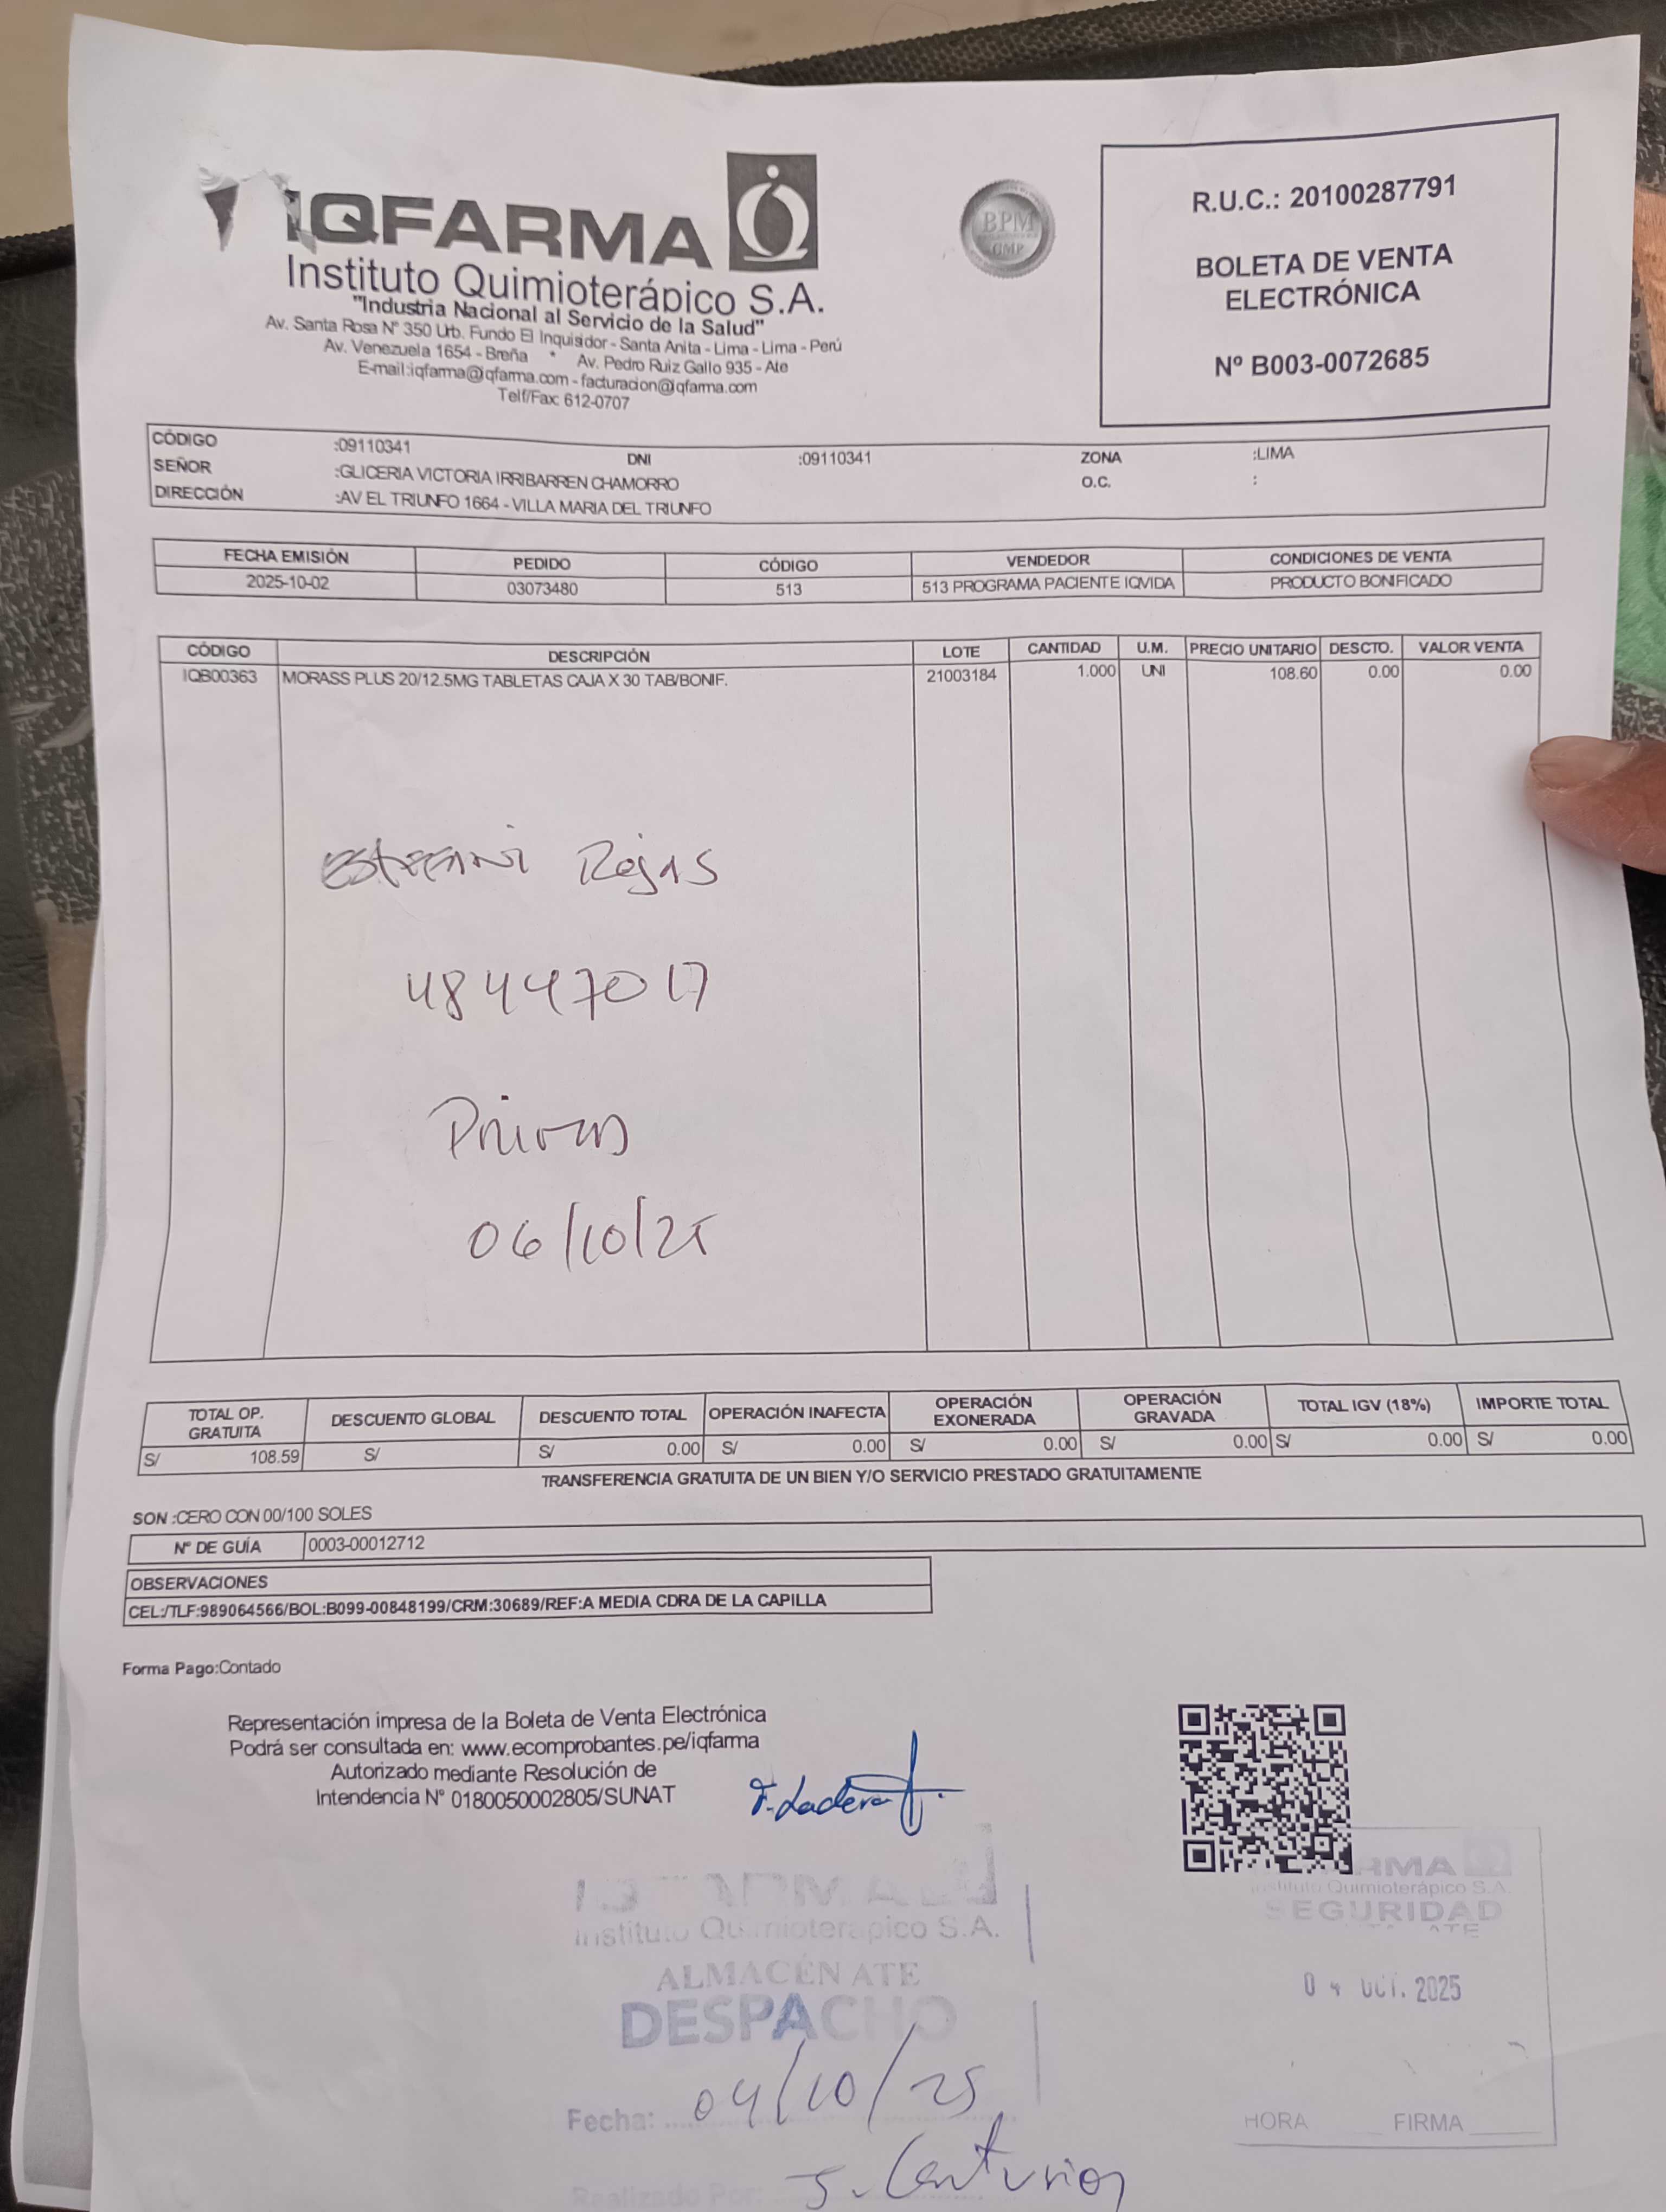 IQFARMA
Instituto Quimioterápico S.A.
"Industria Nacional al Servicio de la Salud"
Av. Santa Rosa N° 350 Urb. Fundo El Inquisidor - Santa Anita - Lima - Lima - Perú
Av. Venezuela 1654 - Breña * Av. Pedro Ruiz Gallo 935 - Ate
E-mail:iqfarma@iqfarma.com - facturacion@iqfarma.com
Telf/Fax: 612-0707
BPM
GMP
R.U.C.: 20100287791
BOLETA DE VENTA
ELECTRÓNICA
Nº B003-0072685
CÓDIGO :09110341 DNI :09110341 ZONA :LIMA
SEÑOR :GLICERIA VICTORIA IRRIBARREN CHAMORRO O.C. :
DIRECCIÓN :AV EL TRIUNFO 1664 - VILLA MARIA DEL TRIUNFO
FECHA EMISIÓN PEDIDO CÓDIGO VENDEDOR CONDICIONES DE VENTA
2025-10-02 03073480 513 513 PROGRAMA PACIENTE IQVIDA PRODUCTO BONIFICADO
CÓDIGO DESCRIPCIÓN LOTE CANTIDAD U.M. PRECIO UNITARIO DESCTO. VALOR VENTA
IQB00363 MORASS PLUS 20/12.5MG TABLETAS CAJA X 30 TAB/BONIF. 21003184 1.000 UNI 108.60 0.00 0.00
Estefani Rojas
48447017
06/10/25
TOTAL OP. GRATUITA DESCUENTO GLOBAL DESCUENTO TOTAL OPERACIÓN INAFECTA OPERACIÓN EXONERADA OPERACIÓN GRAVADA TOTAL IGV (18%) IMPORTE TOTAL
S/ 108.59 S/ S/ 0.00 S/ 0.00 S/ 0.00 S/ 0.00 S/ 0.00 S/ 0.00
TRANSFERENCIA GRATUITA DE UN BIEN Y/O SERVICIO PRESTADO GRATUITAMENTE
SON :CERO CON 00/100 SOLES
N° DE GUÍA 0003-00012712
OBSERVACIONES
CEL:/TLF:989064566/BOL:B099-00848199/CRM:30689/REF:A MEDIA CDRA DE LA CAPILLA
Forma Pago:Contado
Representación impresa de la Boleta de Venta Electrónica
Podrá ser consultada en: www.ecomprobantes.pe/iqfarma
Autorizado mediante Resolución de
Intendencia N° 0180050002805/SUNAT
F. Ladera
Instituto Quimioterápico S.A.
ALMACÉN ATE
DESPACHO
Fecha: 04/10/25
Realizado Por:
J. Centurion
Instituto Quimioterápico S.A.
SEGURIDAD
ATE
04 OCT. 2025
HORA FIRMA